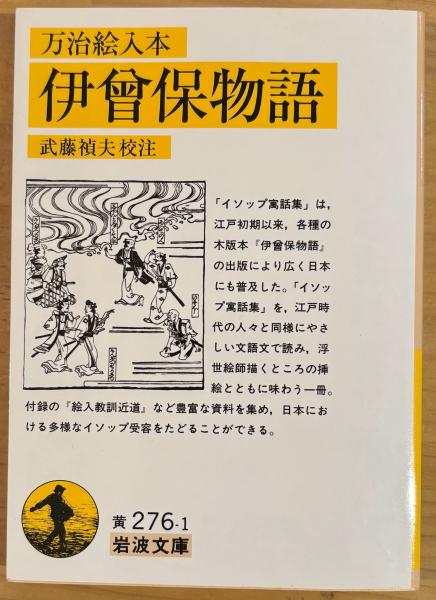 万治絵入本
伊曾保物語
武藤禎夫校注
「イソップ寓話集」は,
江戸初期以来, 各種の
木版本『伊曾保物語』
の出版により広く日本
にも普及した。「イソッ
プ寓話集」を, 江戸時
代の人々と同様にやさ
しい文語文で読み, 浮
世絵師描くところの挿
絵とともに味わう一冊。
付録の『絵入教訓近道』など豊富な資料を集め, 日本にお
ける多様なイソップ受容をたどることができる。
黄 276-1
岩波文庫